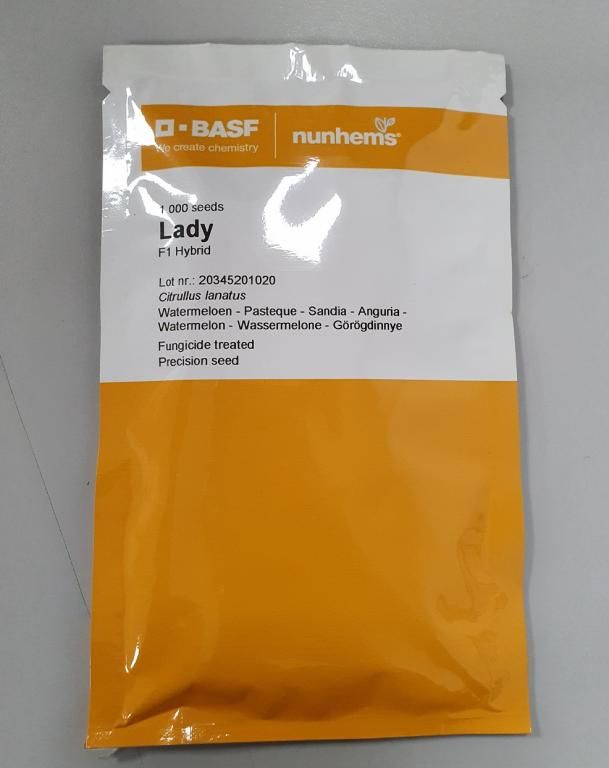 BASF
We create chemistry
nunhems®
1 000 seeds
Lady
F1 Hybrid
Lot nr.: 20345201020
Citrullus lanatus
Watermeloen - Pasteque - Sandia - Anguria -
Watermelon - Wassermelone - Görögdinnye
Fungicide treated
Precision seed